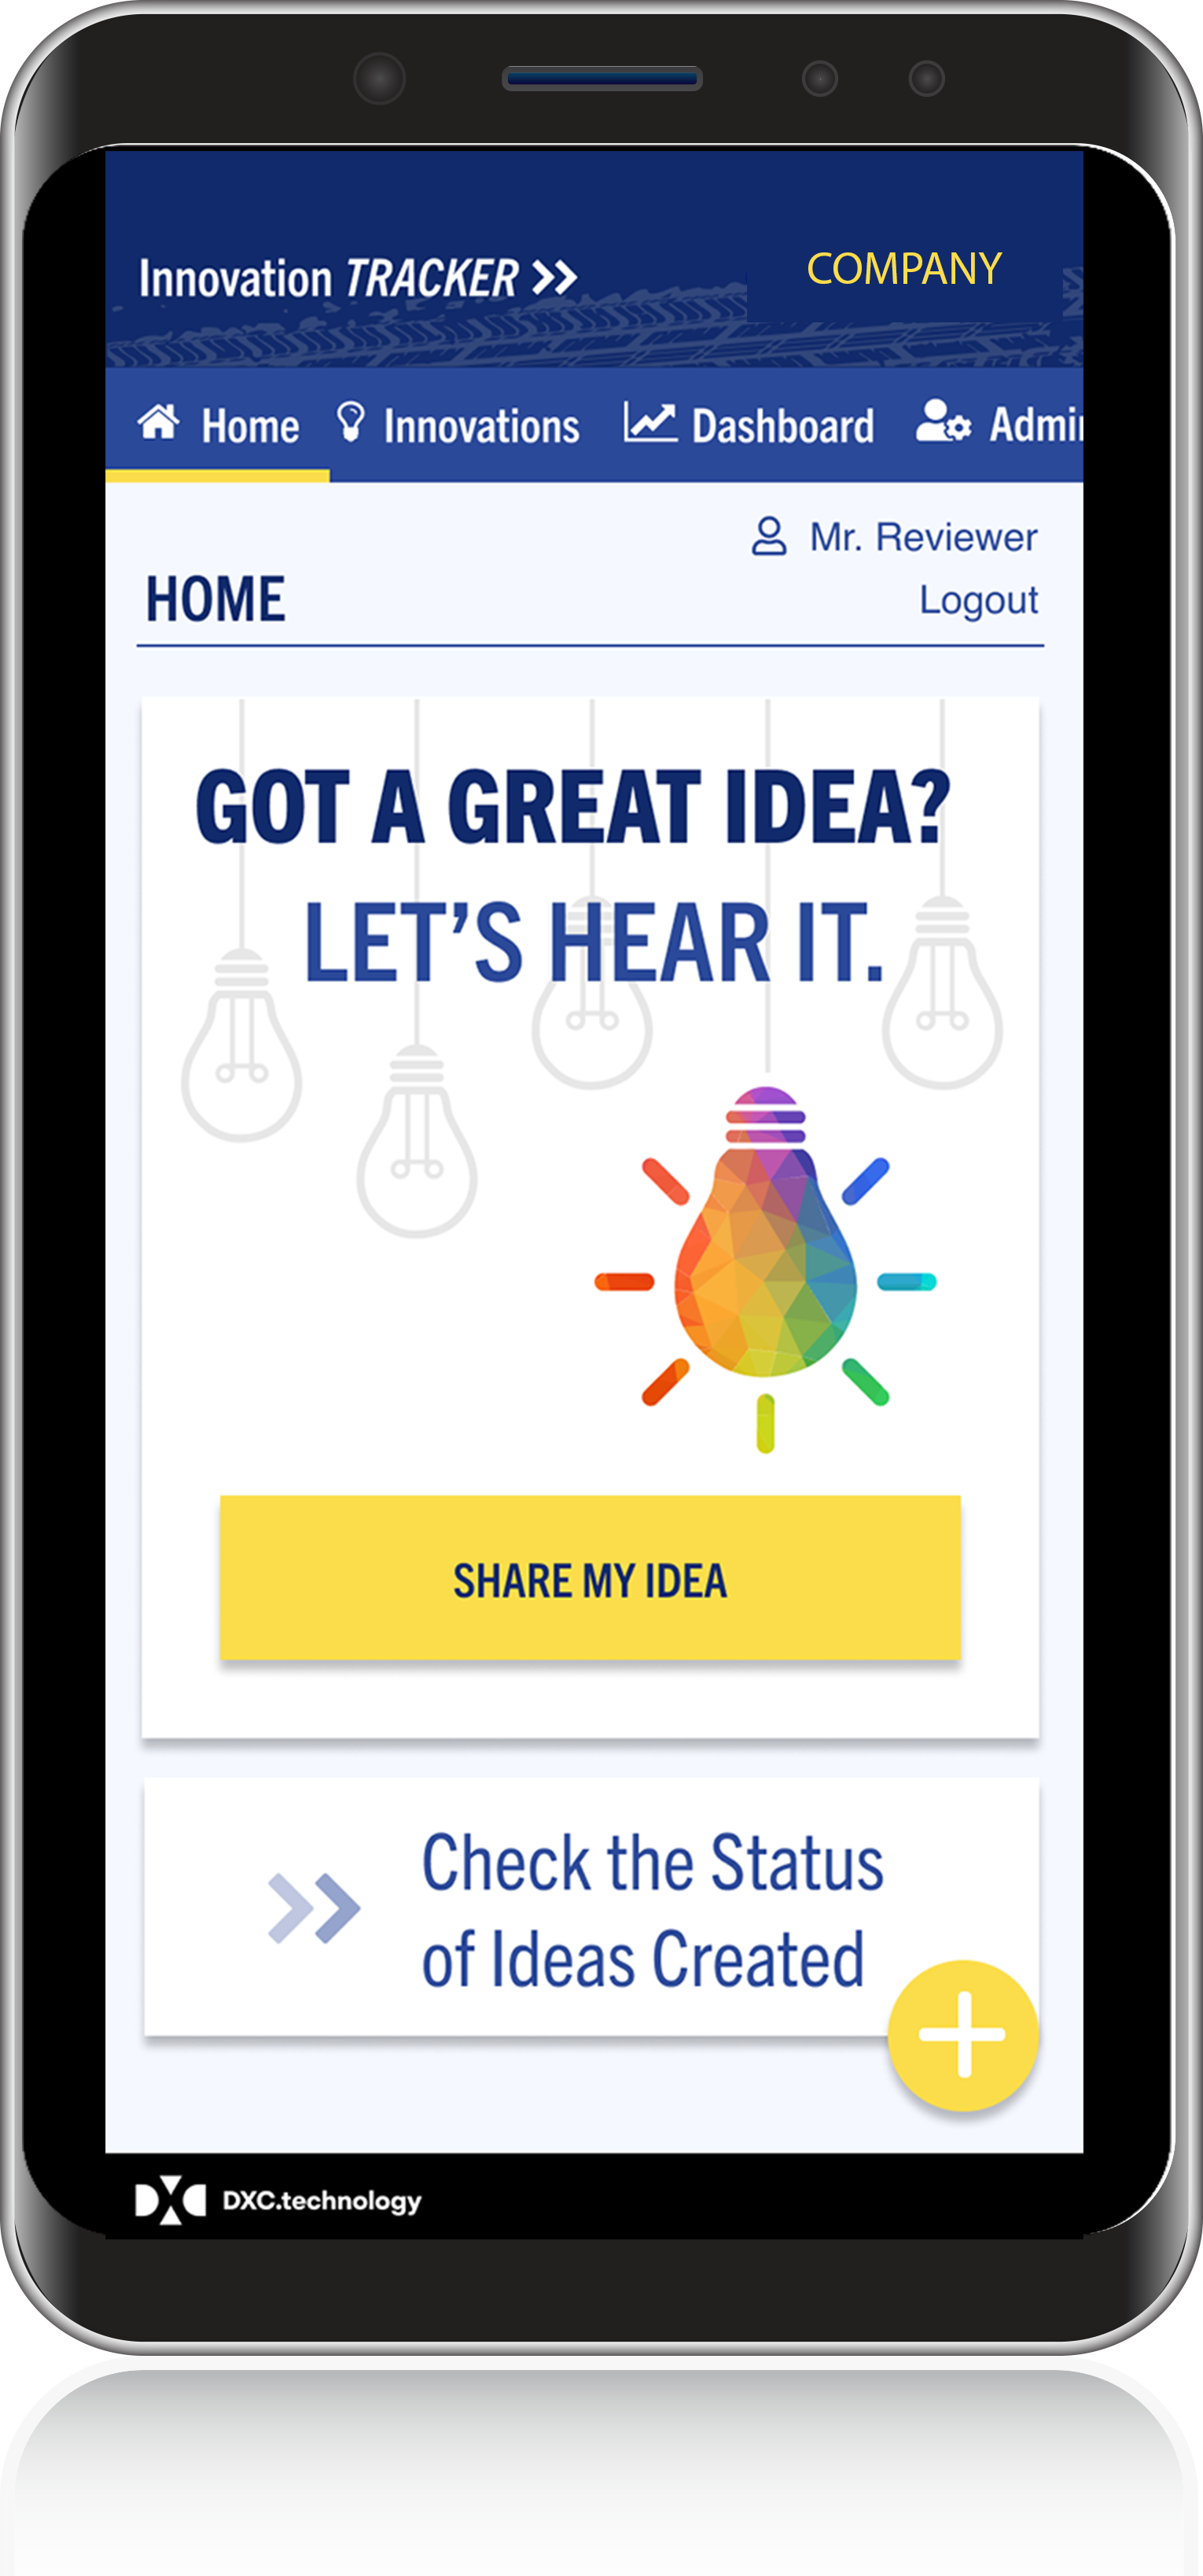 Innovation TRACKER
COMPANY
Home Innovations Dashboard Admi
Mr. Reviewer
HOME
Logout
GOT A GREAT IDEA?
LET’S HEAR IT.
SHARE MY IDEA
Check the Status
of Ideas Created
DXC.technology